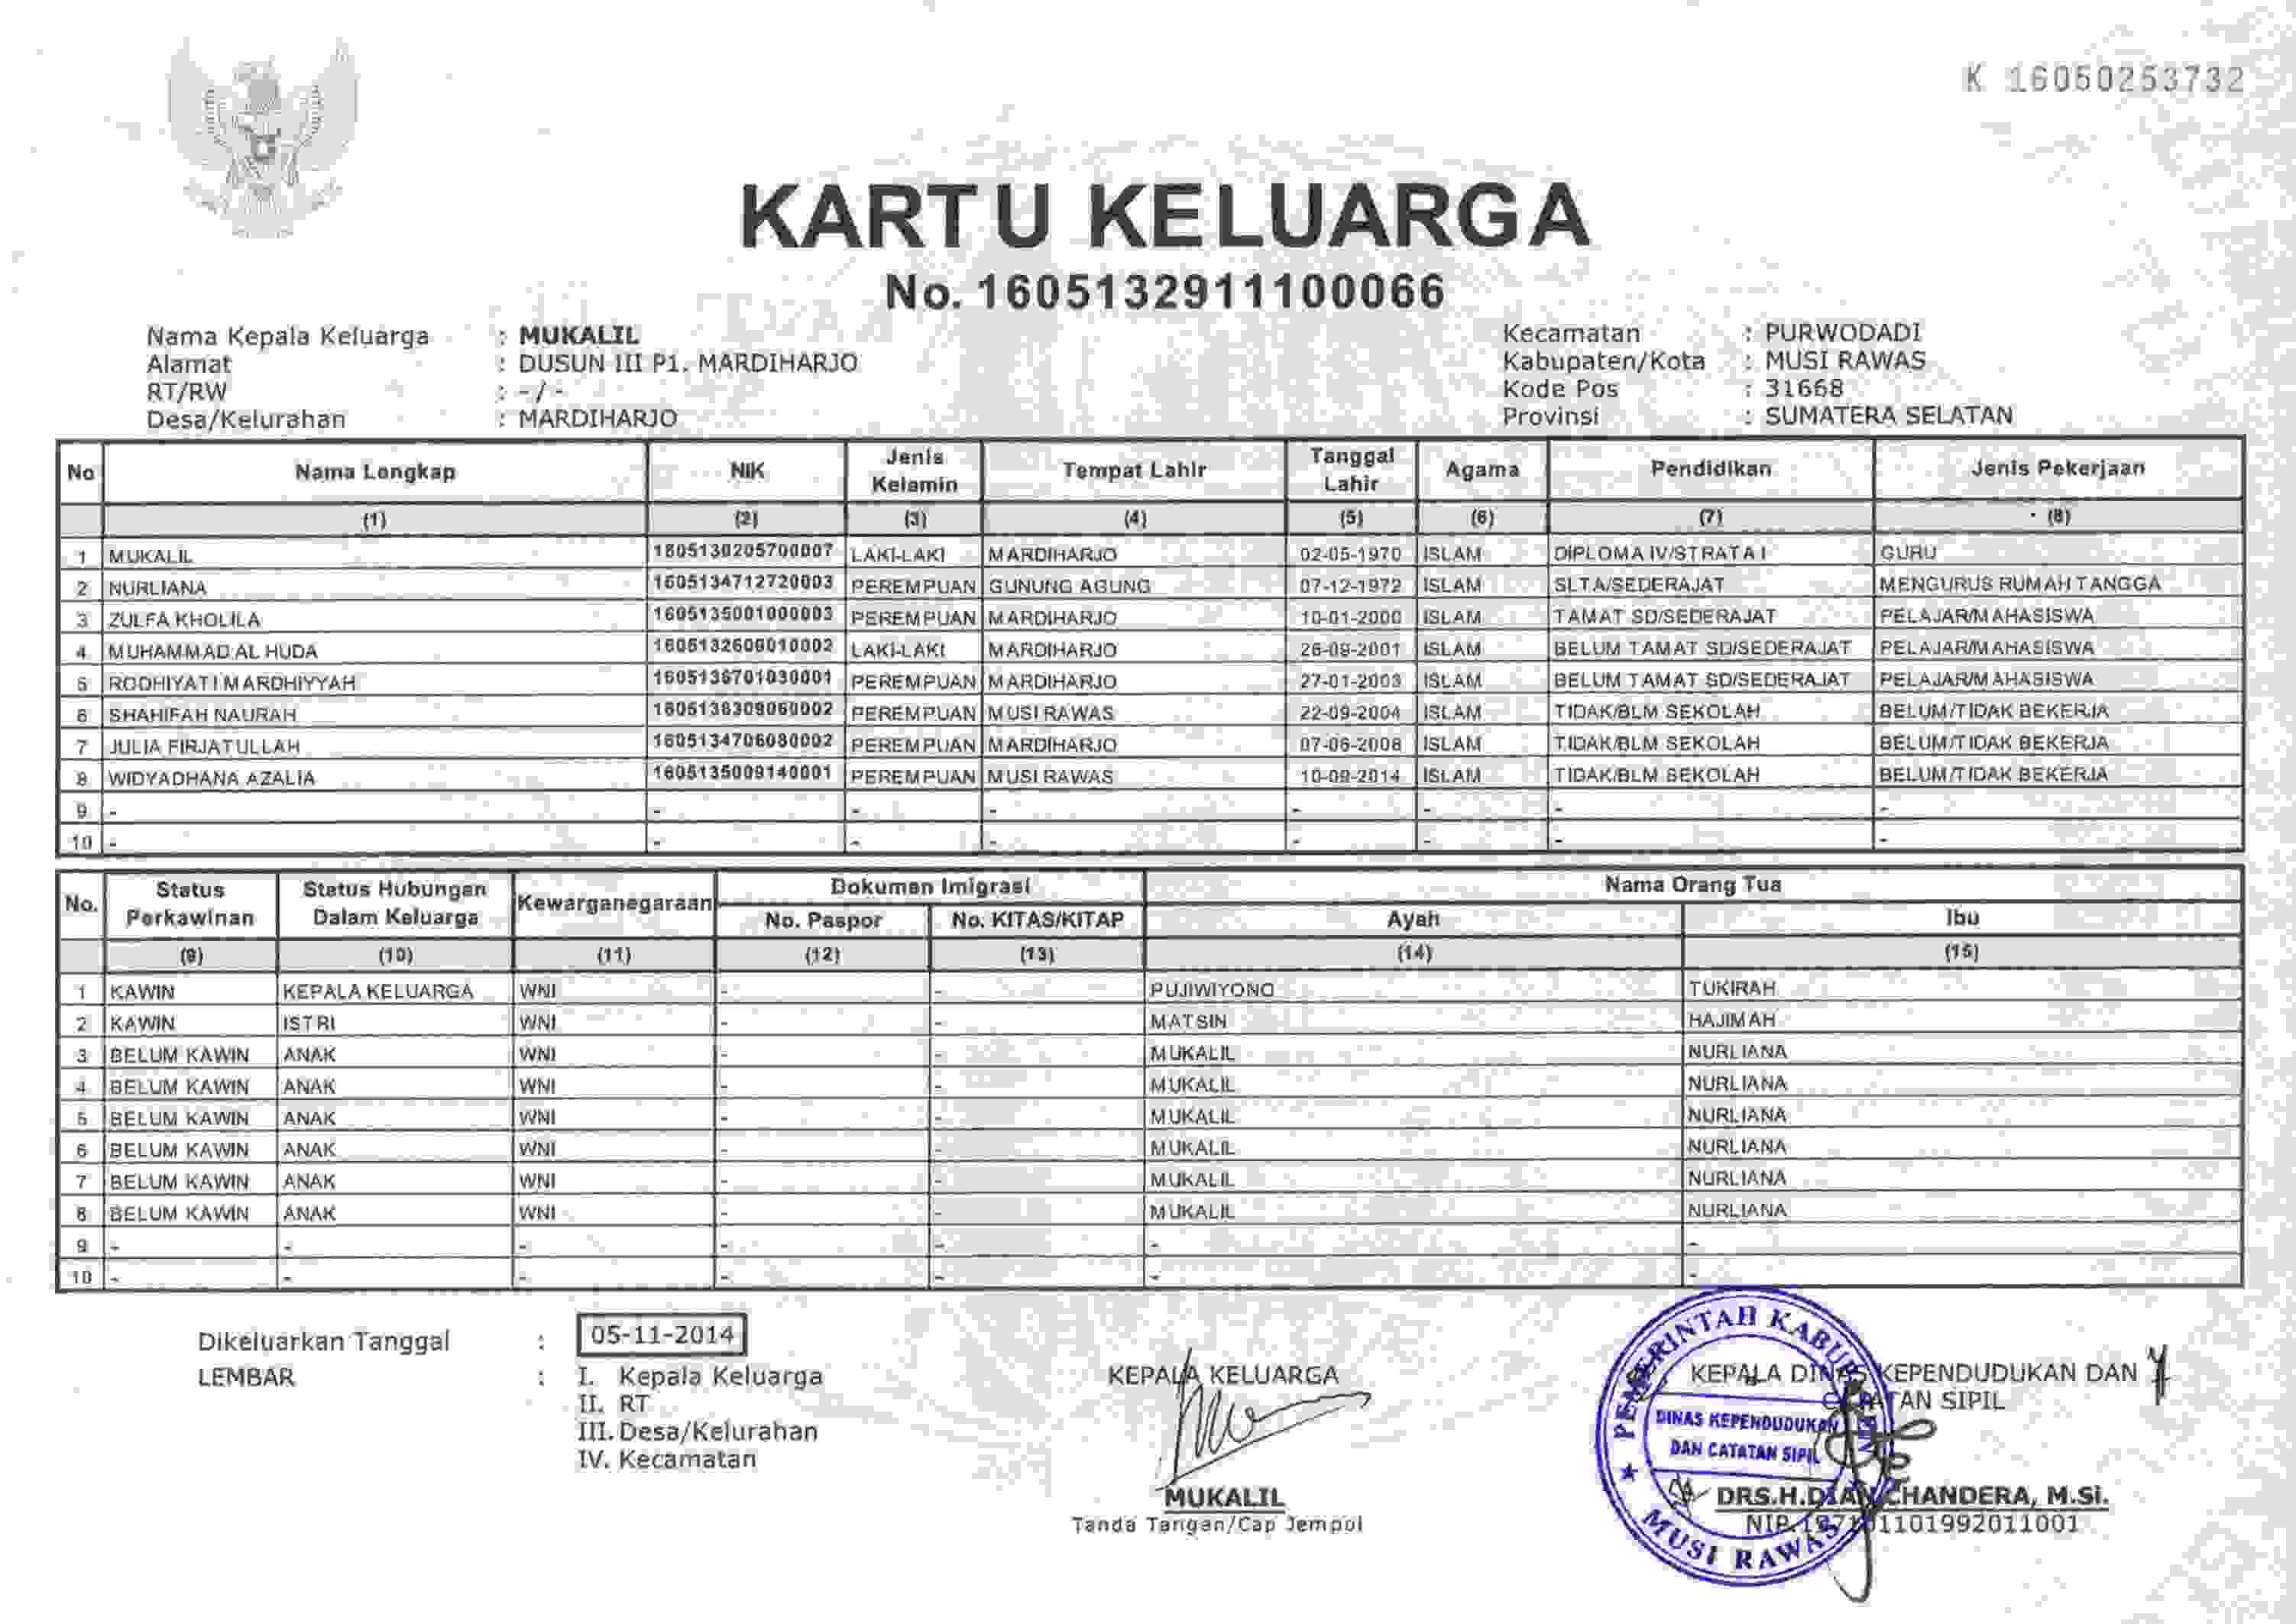 K 16050253732
KARTU KELUARGA
No. 1605132911100066
Nama Kepala Keluarga : MUKALIL
Alamat : DUSUN III P1. MARDIHARJO
RT/RW : - / -
Desa/Kelurahan : MARDIHARJO
Kecamatan : PURWODADI
Kabupaten/Kota : MUSI RAWAS
Kode Pos : 31668
Provinsi : SUMATERA SELATAN
No Nama Lengkap NIK Jenis Kelamin Tempat Lahir Tanggal Lahir Agama Pendidikan Jenis Pekerjaan
(1) (2) (3) (4) (5) (6) (7) (8)
1 MUKALIL 1605130205700007 LAKI-LAKI MARDIHARJO 02-05-1970 ISLAM DIPLOMA IV/STRATA I GURU
2 NURLIANA 1605134712720003 PEREMPUAN GUNUNG AGUNG 07-12-1972 ISLAM SLTA/SEDERAJAT MENGURUS RUMAH TANGGA
3 ZULFA KHOLILA 1605135001000003 PEREMPUAN MARDIHARJO 10-01-2000 ISLAM TAMAT SD/SEDERAJAT PELAJAR/MAHASISWA
4 MUHAMMAD AL HUDA 1605132609010002 LAKI-LAKI MARDIHARJO 26-09-2001 ISLAM BELUM TAMAT SD/SEDERAJAT PELAJAR/MAHASISWA
5 RODHIYATI MARDHIYYAH 1605136701030001 PEREMPUAN MARDIHARJO 27-01-2003 ISLAM BELUM TAMAT SD/SEDERAJAT PELAJAR/MAHASISWA
6 SHAHIFAH NAURAH PEREMPUAN MUSI RAWAS 22-09-2004 ISLAM TIDAK/BLM SEKOLAH BELUM/TIDAK BEKERJA
7 JULIA FIRJATULLAH 1605134706080002 PEREMPUAN MARDIHARJO 07-06-2008 ISLAM TIDAK/BLM SEKOLAH BELUM/TIDAK BEKERJA
8 WIDYADHANA AZALIA 1605135009140001 PEREMPUAN MUSI RAWAS 10-09-2014 ISLAM TIDAK/BLM SEKOLAH BELUM/TIDAK BEKERJA
9 - - - - - - - -
10 - - - - - - - -
No. Status Perkawinan Status Hubungan Dalam Keluarga Kewarganegaraan Dokumen Imigrasi Nama Orang Tua
No. Paspor No. KITAS/KITAP Ayah Ibu
(9) (10) (11) (12) (13) (14) (15)
1 KAWIN KEPALA KELUARGA WNI - - PUJIWIYONO TUKIRAH
2 KAWIN ISTRI WNI - - MATSIN HAJIMAH
3 BELUM KAWIN ANAK WNI - - MUKALIL NURLIANA
4 BELUM KAWIN ANAK WNI - - MUKALIL NURLIANA
5 BELUM KAWIN ANAK WNI - - MUKALIL NURLIANA
6 BELUM KAWIN ANAK WNI - - MUKALIL NURLIANA
7 BELUM KAWIN ANAK WNI - - MUKALIL NURLIANA
8 BELUM KAWIN ANAK WNI - - MUKALIL NURLIANA
9 - - - - - - -
10 - - - - - - -
Dikeluarkan Tanggal : 05-11-2014
LEMBAR : I. Kepala Keluarga
II. RT
III. Desa/Kelurahan
IV. Kecamatan
KEPALA KELUARGA
MUKALIL
Tanda Tangan/Cap Jempol
KEPALA DINAS KEPENDUDUKAN DAN
CATATAN SIPIL
PEMERINTAH KABUPATEN
DINAS KEPENDUDUKAN
DAN CATATAN SIPIL
MUSI RAWAS
DRS.H.DIAN CHANDERA, M.Si.
NIP.197101101992011001